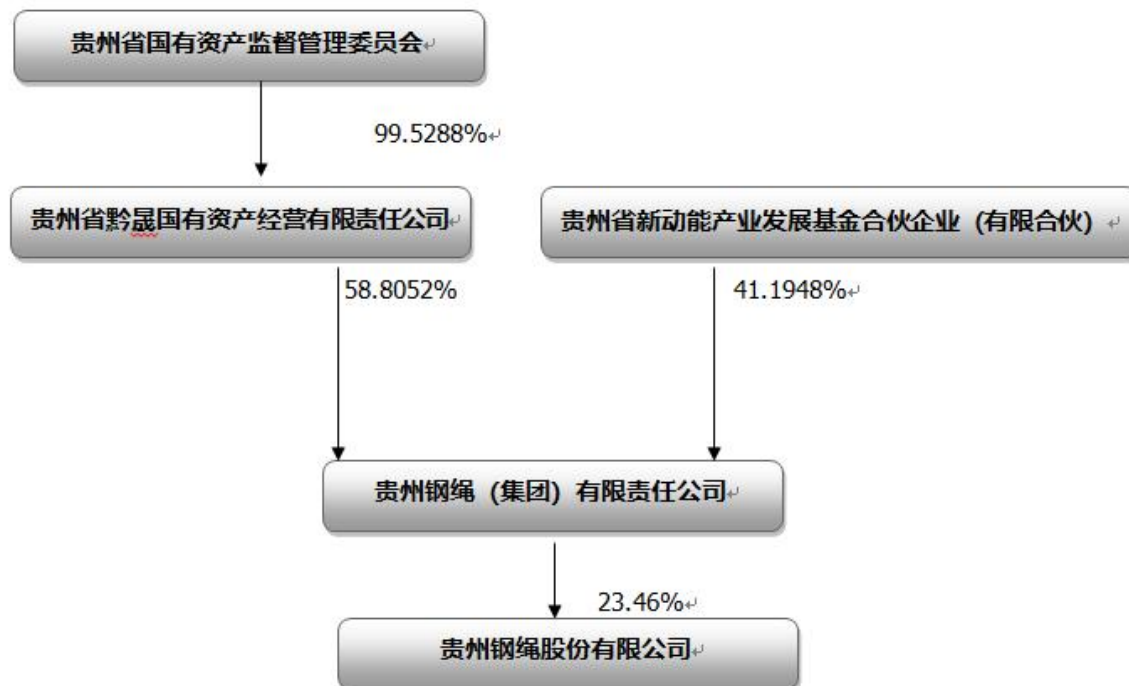 贵州省国有资产监督管理委员会
99.5288%
贵州省黔晟国有资产经营有限责任公司
贵州省新动能产业发展基金合伙企业（有限合伙）
58.8052%
41.1948%
贵州钢绳（集团）有限责任公司
23.46%
贵州钢绳股份有限公司